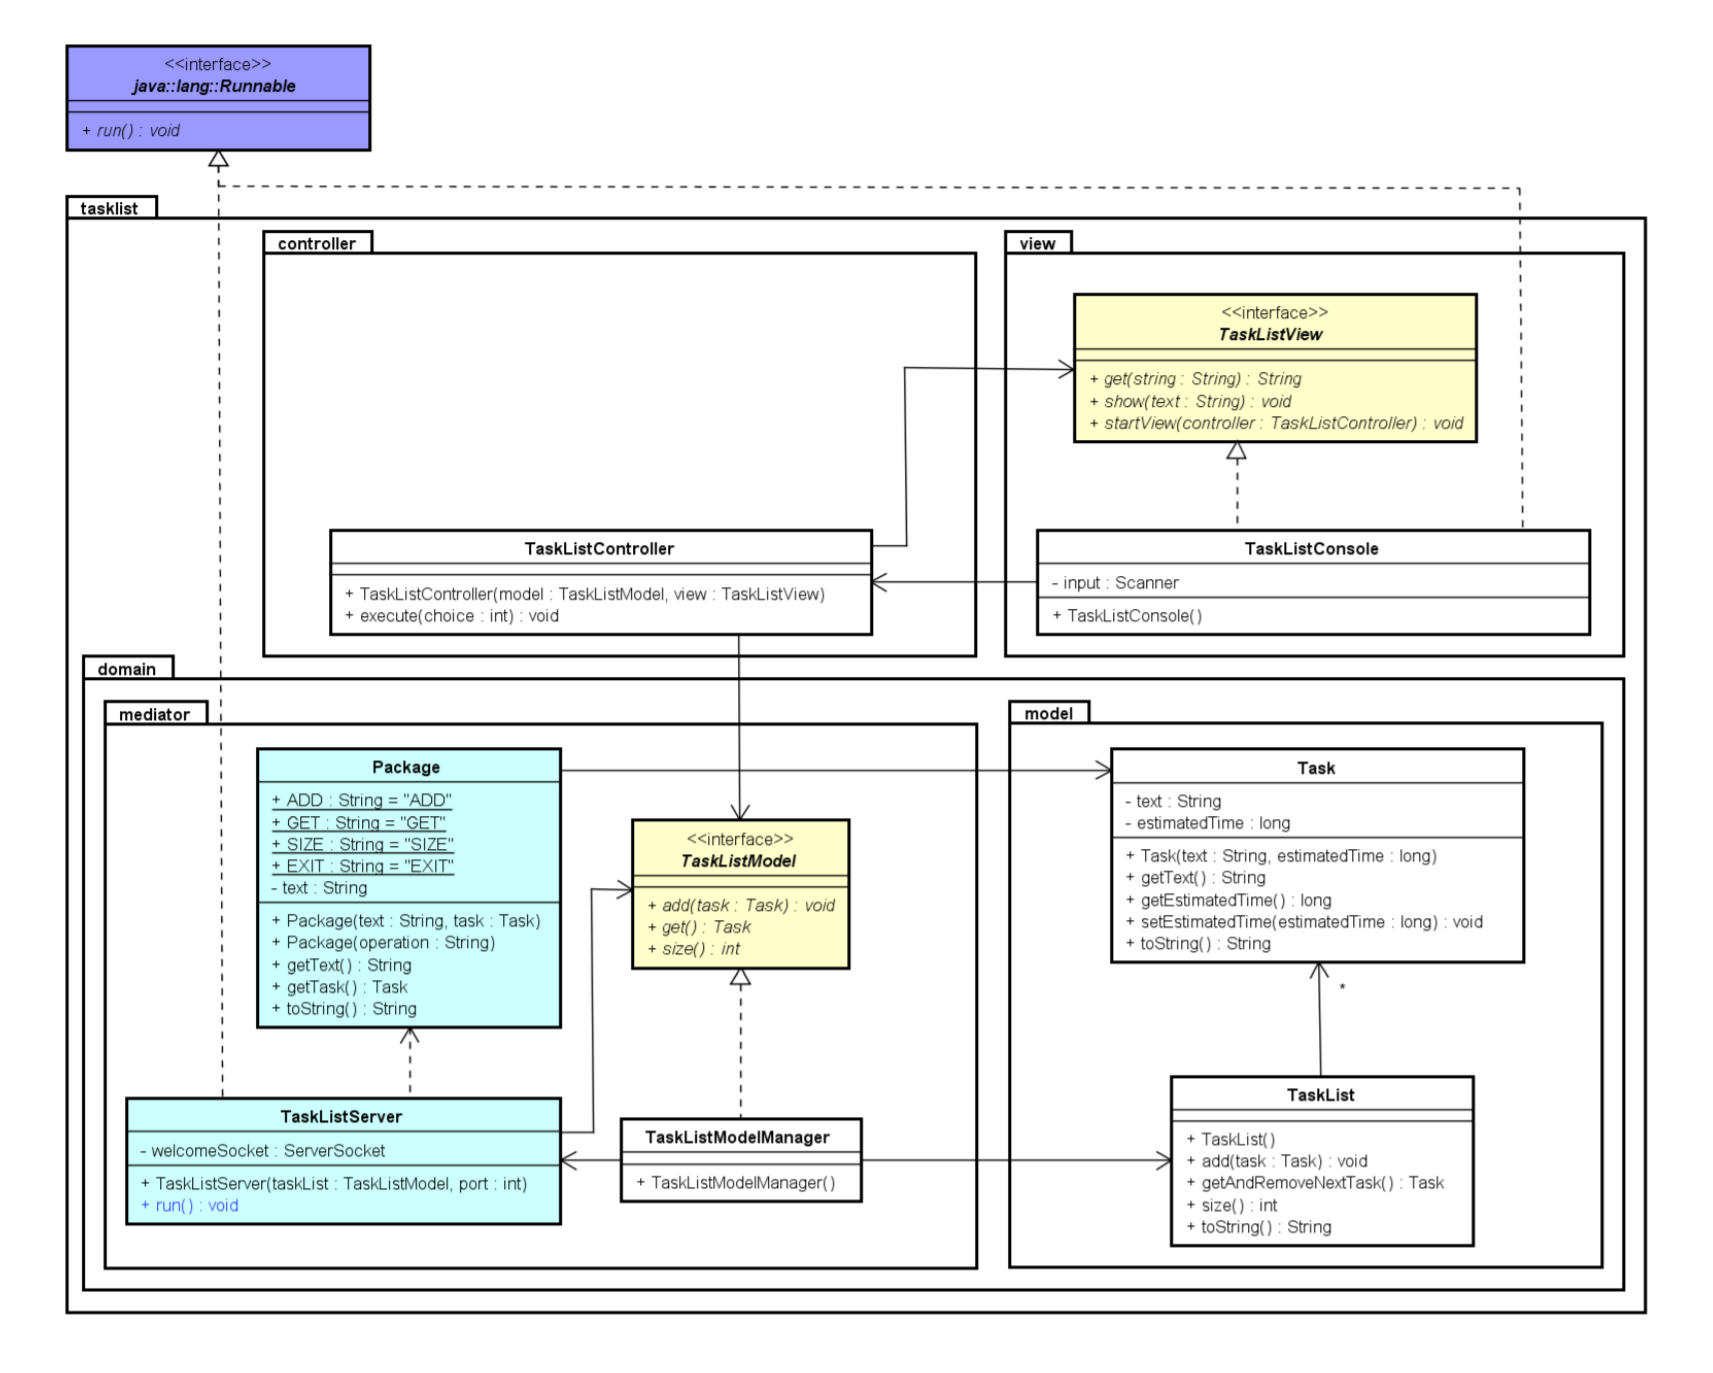 <<interface>>
java::lang::Runnable
+ run() : void
tasklist
controller
view
<<interface>>
TaskListView
+ get(string : String) : String
+ show(text : String) : void
+ startView(controller : TaskListController) : void
TaskListController
+ TaskListController(model : TaskListModel, view : TaskListView)
+ execute(choice : int) : void
TaskListConsole
- input : Scanner
+ TaskListConsole()
domain
mediator
model
Package
+ ADD : String = "ADD"
+ GET : String = "GET"
+ SIZE : String = "SIZE"
+ EXIT : String = "EXIT"
- text : String
+ Package(text : String, task : Task)
+ Package(operation : String)
+ getText() : String
+ getTask() : Task
+ toString() : String
<<interface>>
TaskListModel
+ add(task : Task) : void
+ get() : Task
+ size() : int
Task
- text : String
- estimatedTime : long
+ Task(text : String, estimatedTime : long)
+ getText() : String
+ getEstimatedTime() : long
+ setEstimatedTime(estimatedTime : long) : void
+ toString() : String
*
TaskListServer
- welcomeSocket : ServerSocket
+ TaskListServer(taskList : TaskListModel, port : int)
+ run() : void
TaskListModelManager
+ TaskListModelManager()
TaskList
+ TaskList()
+ add(task : Task) : void
+ getAndRemoveNextTask() : Task
+ size() : int
+ toString() : String